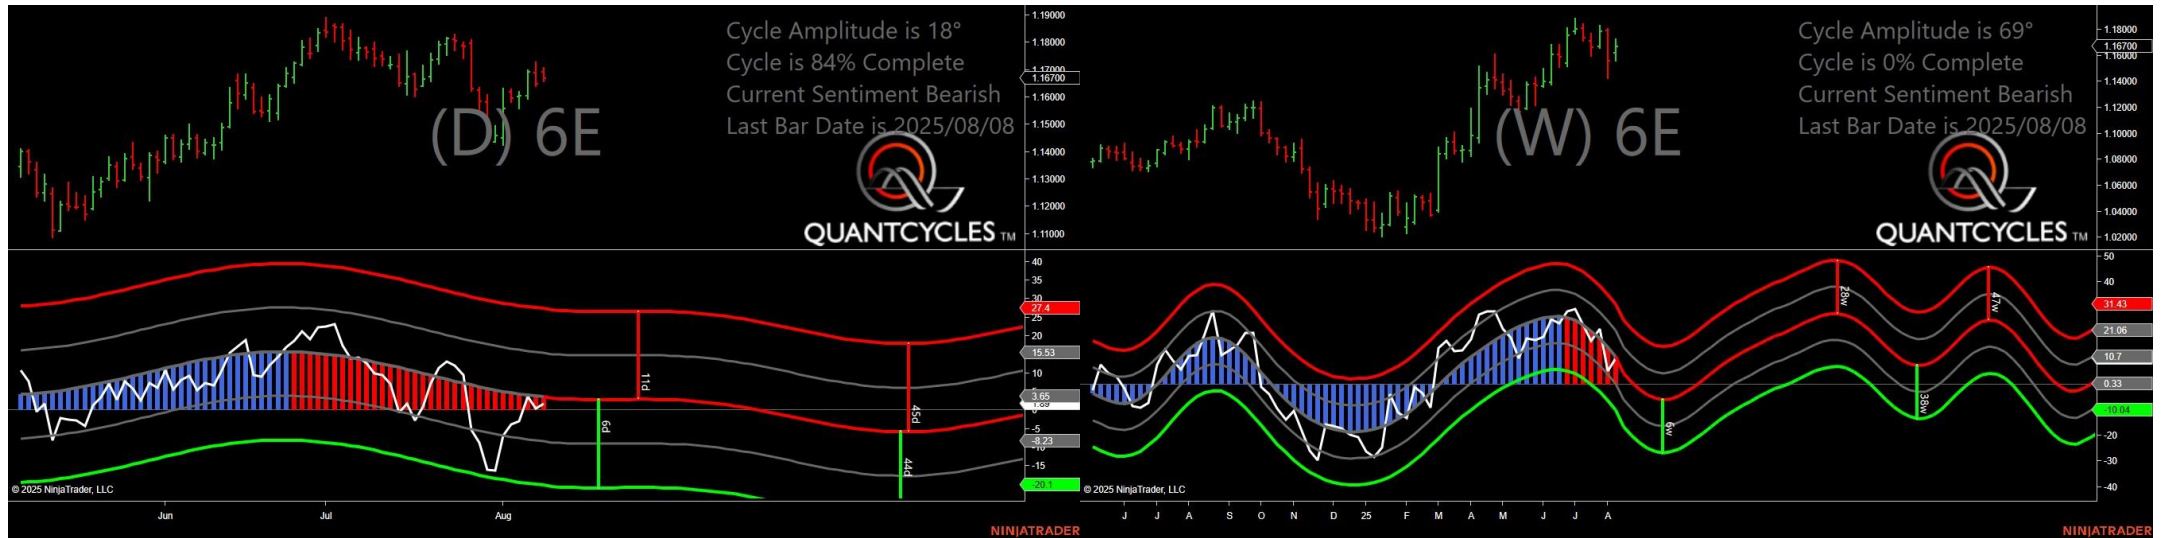 Cycle Amplitude is 18°
Cycle is 84% Complete
Current Sentiment Bearish
Last Bar Date is 2025/08/08
(D) 6E
QUANTCYCLES TM
1.19000
1.18000
1.17000
1.16700
1.16000
1.15000
1.14000
1.13000
1.12000
1.11000
40
35
30
27.4
25
20
15.53
10
5
3.65
1.89
-5
-8.23
-10
-15
-20.1
11d
6d
45d
44d
© 2025 NinjaTrader, LLC
Jun
Jul
Aug
NINJATRADER
Cycle Amplitude is 69°
Cycle is 0% Complete
Current Sentiment Bearish
Last Bar Date is 2025/08/08
(W) 6E
QUANTCYCLES TM
1.18000
1.16700
1.16000
1.14000
1.12000
1.10000
1.08000
1.06000
1.04000
1.02000
50
40
31.43
21.06
10.7
0.33
-10.04
-20
-30
-40
28w
47w
6w
38w
© 2025 NinjaTrader, LLC
J J A S O N D 25 F M A M J J A
NINJATRADER